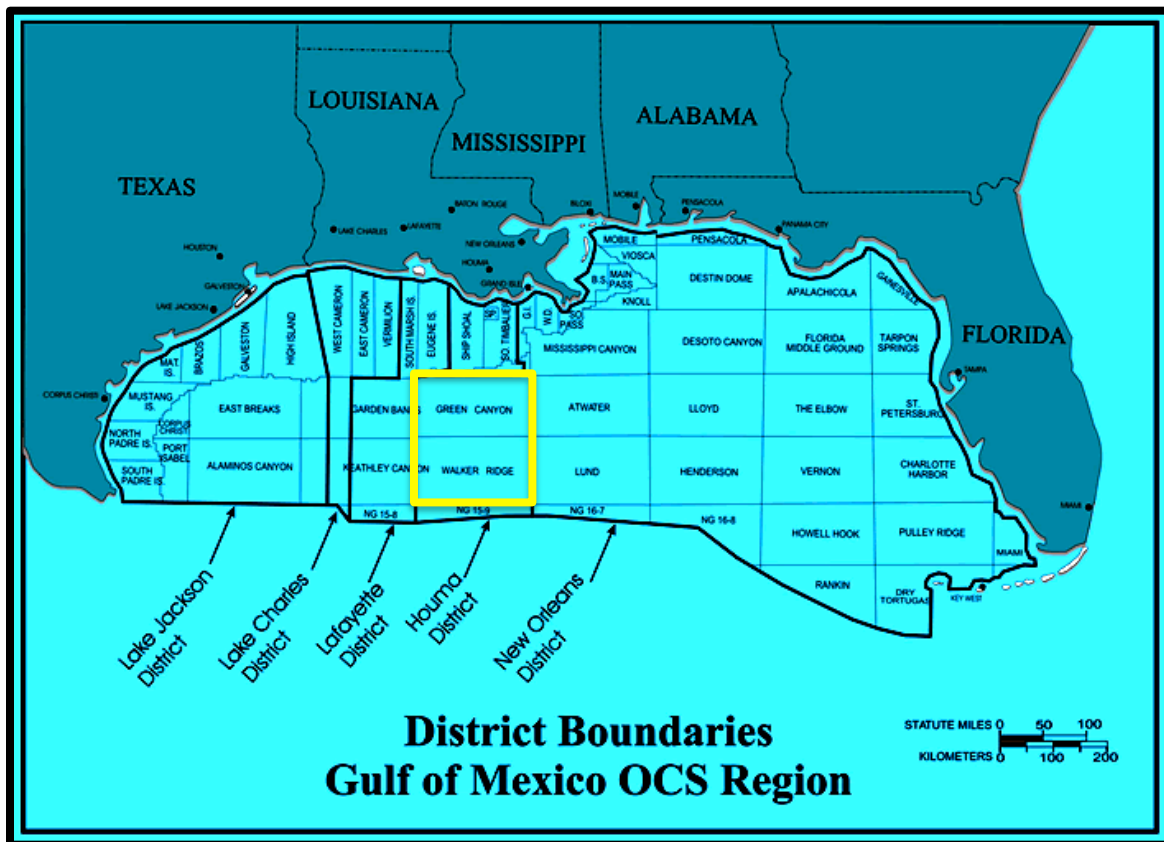 LOUISIANA
MISSISSIPPI
ALABAMA
TEXAS
FLORIDA
BATON ROUGE
BILOXI
MOBILE
PENSACOLA
LAKE CHARLES
LAFAYETTE
PANAMA CITY
NEW ORLEANS
HOUSTON
HOUMA
GRAND ISLE
GALVESTON
LAKE JACKSON
CORPUS CHRISTI
TAMPA
MIAMI
KEY WEST
MOBILE
PENSACOLA
VIOSCA
KNOLL
B.S.
MAIN
PASS
DESTIN DOME
APALACHICOLA
GAINESVILLE
WEST CAMERON
EAST CAMERON
VERMILION
SOUTH MARSH IS.
EUGENE IS.
SHIP SHOAL
SO. TIMBALIER
G.I.
W.D.
SO.
PASS
MAT.
IS.
BRAZOS
GALVESTON
HIGH ISLAND
MISSISSIPPI CANYON
DESOTO CANYON
FLORIDA
MIDDLE GROUND
TARPON
SPRINGS
MUSTANG IS.
CORPUS
CHRISTI
EAST BREAKS
GARDEN BANKS
GREEN CANYON
ATWATER
LLOYD
THE ELBOW
ST.
PETERSBURG
NORTH
PADRE IS.
PORT
ISABEL
SOUTH
PADRE IS.
ALAMINOS CANYON
KEATHLEY CANYON
WALKER RIDGE
LUND
HENDERSON
VERNON
CHARLOTTE
HARBOR
NG 15-8
NG 15-9
NG 16-7
NG 16-8
HOWELL HOOK
PULLEY RIDGE
MIAMI
RANKIN
DRY
TORTUGAS
Lake Jackson
District
Lake Charles
District
Lafayette
District
Houma
District
New Orleans
District
District Boundaries
Gulf of Mexico OCS Region
STATUTE MILES 0 50 100
KILOMETERS 0 100 200